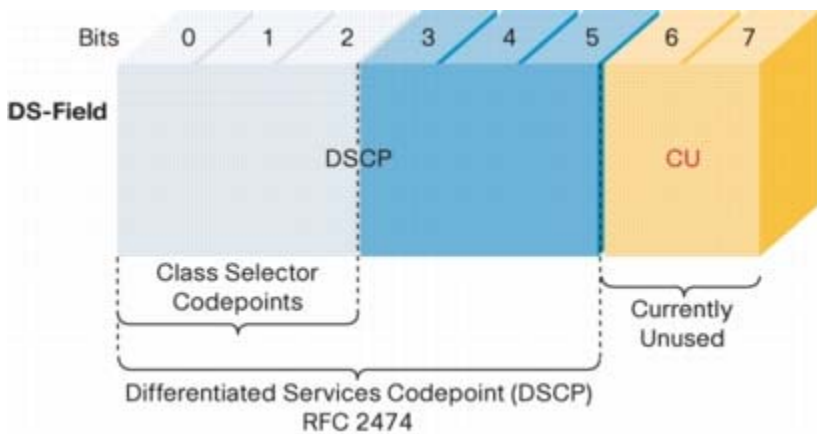 Bits 0 1 2 3 4 5 6 7
DS-Field
DSCP CU
Class Selector
Codepoints
Currently
Unused
Differentiated Services Codepoint (DSCP)
RFC 2474